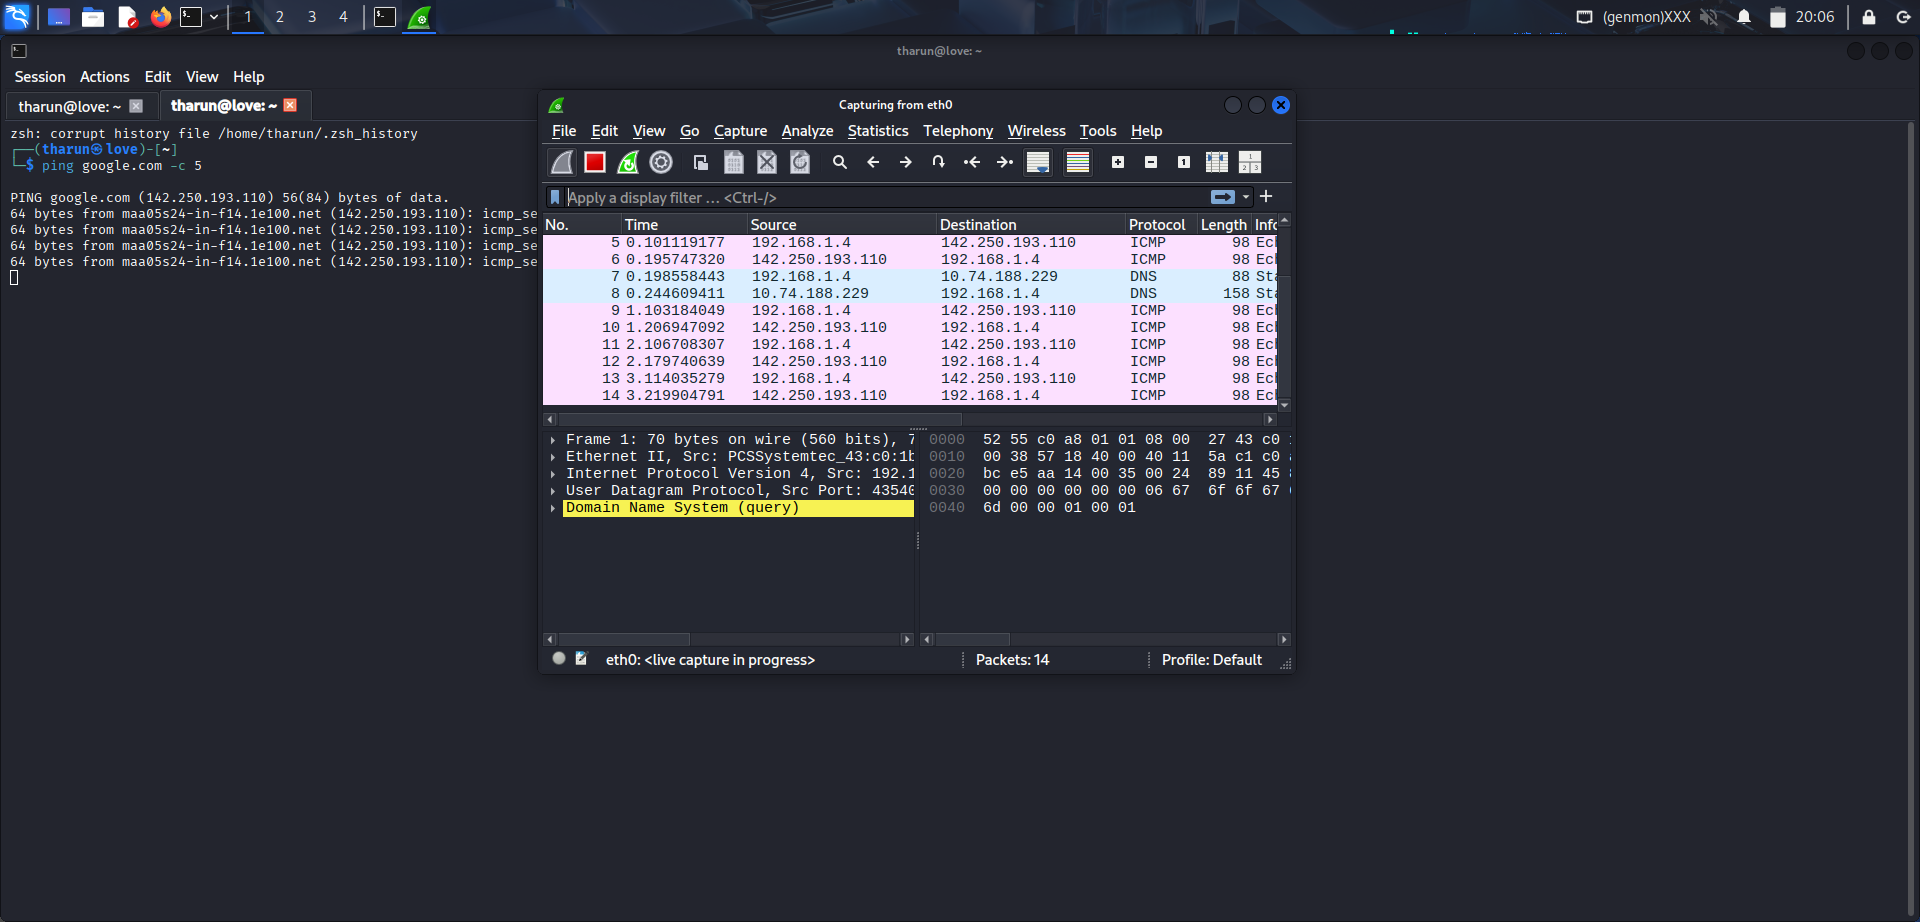 1 2 3 4 (genmon)XXX 20:06
tharun@love: ~
Session Actions Edit View Help
tharun@love: ~ tharun@love: ~
zsh: corrupt history file /home/tharun/.zsh_history
(tharun㉿love)-[~]
$ ping google.com -c 5
PING google.com (142.250.193.110) 56(84) bytes of data.
64 bytes from maa05s24-in-f14.1e100.net (142.250.193.110): icmp_se
64 bytes from maa05s24-in-f14.1e100.net (142.250.193.110): icmp_se
64 bytes from maa05s24-in-f14.1e100.net (142.250.193.110): icmp_se
64 bytes from maa05s24-in-f14.1e100.net (142.250.193.110): icmp_se
Capturing from eth0
File Edit View Go Capture Analyze Statistics Telephony Wireless Tools Help
Apply a display filter ... <Ctrl-/>
No. Time Source Destination Protocol Length Info
5 0.101119177 192.168.1.4 142.250.193.110 ICMP 98 Ech
6 0.195747320 142.250.193.110 192.168.1.4 ICMP 98 Ech
7 0.198558443 192.168.1.4 10.74.188.229 DNS 88 Sta
8 0.244609411 10.74.188.229 192.168.1.4 DNS 158 Sta
9 1.103184049 192.168.1.4 142.250.193.110 ICMP 98 Ech
10 1.206947092 142.250.193.110 192.168.1.4 ICMP 98 Ech
11 2.106708307 192.168.1.4 142.250.193.110 ICMP 98 Ech
12 2.179740639 142.250.193.110 192.168.1.4 ICMP 98 Ech
13 3.114035279 192.168.1.4 142.250.193.110 ICMP 98 Ech
14 3.219904791 142.250.193.110 192.168.1.4 ICMP 98 Ech
Frame 1: 70 bytes on wire (560 bits), 7
Ethernet II, Src: PCSSystemtec_43:c0:1b
Internet Protocol Version 4, Src: 192.1
User Datagram Protocol, Src Port: 43540
Domain Name System (query)
0000 52 55 c0 a8 01 01 08 00 27 43 c0
0010 00 38 57 18 40 00 40 11 5a c1 c0
0020 bc e5 aa 14 00 35 00 24 89 11 45
0030 00 00 00 00 00 00 06 67 6f 6f 67
0040 6d 00 00 01 00 01
eth0: <live capture in progress> Packets: 14 Profile: Default